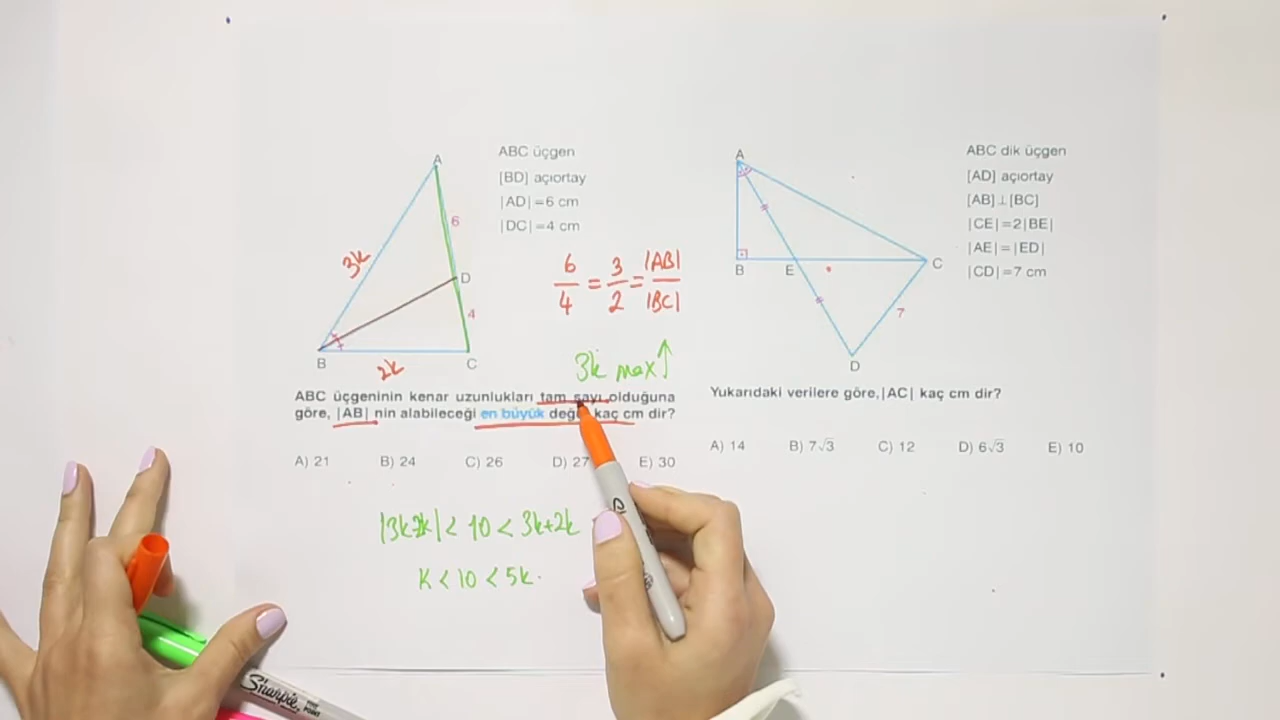 ABC üçgen
[BD] açıortay
|AD|=6 cm
|DC|=4 cm
A
6
3k
D
4
B
C
2k
6/4 = 3/2 = |AB|/|BC|
3k max ↑
ABC üçgeninin kenar uzunlukları tam sayı olduğuna
göre, |AB| nin alabileceği en büyük kaç cm dir?
A) 21 B) 24 C) 26 D) 27 E) 30
|3k-2k| < 10 < 3k+2k
k < 10 < 5k
ABC dik üçgen
[AD] açıortay
[AB]⊥[BC]
|CE|=2|BE|
|AE|=|ED|
|CD|=7 cm
A
B
E
C
7
D
Yukarıdaki verilere göre,|AC| kaç cm dir?
A) 14 B) 7√3 C) 12 D) 6√3 E) 10
Sharpie